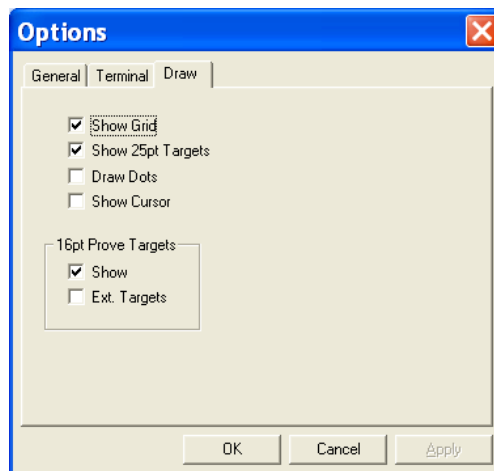 Options
General Terminal Draw
Show Grid
Show 25pt Targets
Draw Dots
Show Cursor
16pt Prove Targets
Show
Ext. Targets
OK Cancel Apply